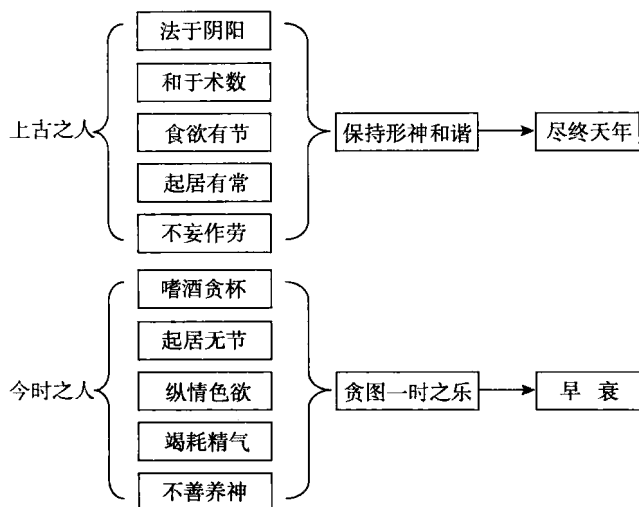 上古之人
法于阴阳
和于术数
食欲有节
起居有常
不妄作劳
保持形神和谐
尽终天年
今时之人
嗜酒贪杯
起居无节
纵情色欲
竭耗精气
不善养神
贪图一时之乐
早 衰